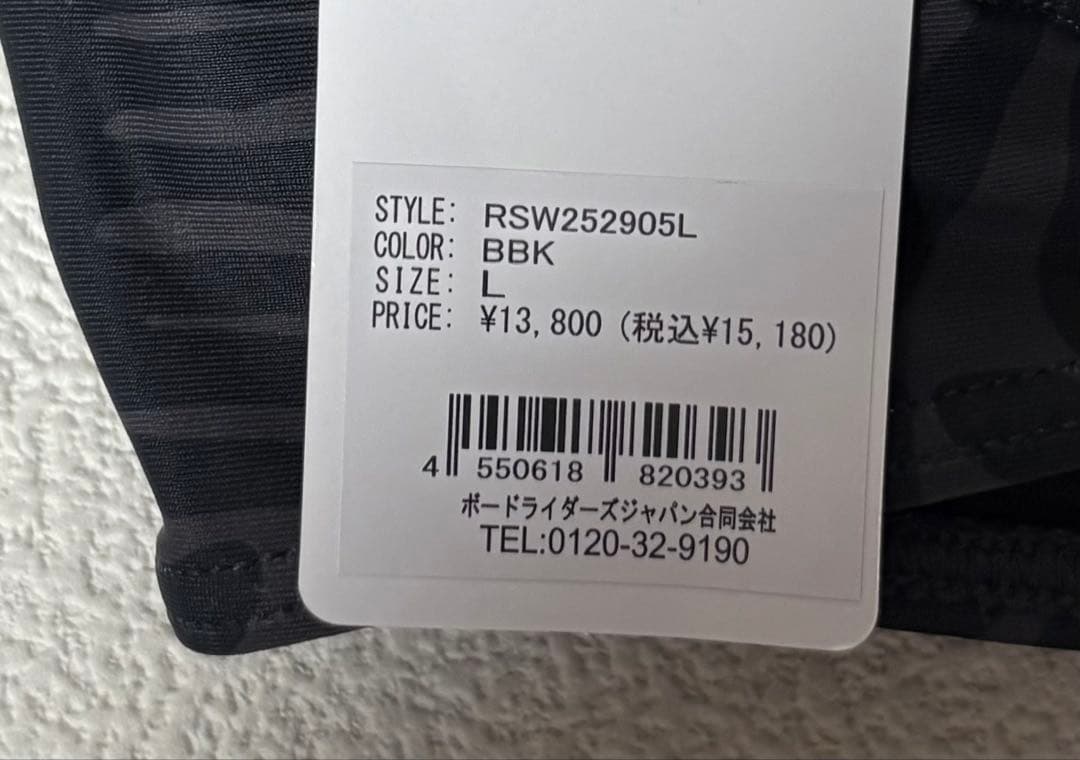 STYLE: RSW252905L
COLOR: BBK
SIZE: L
PRICE: ¥13,800 (税込¥15,180)
4 550618 820393
ボードライダーズジャパン合同会社
TEL:0120-32-9190